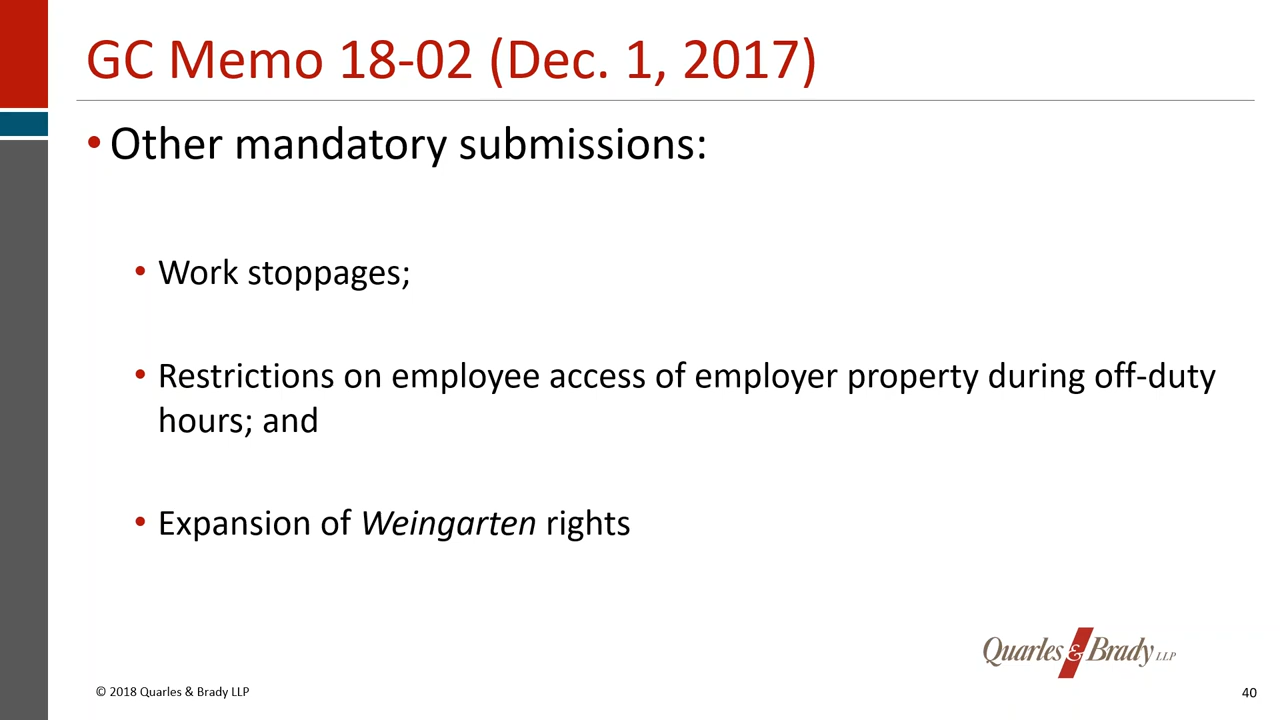 GC Memo 18-02 (Dec. 1, 2017)
• Other mandatory submissions:
• Work stoppages;
• Restrictions on employee access of employer property during off-duty
hours; and
• Expansion of Weingarten rights
Quarles & Brady LLP
© 2018 Quarles & Brady LLP
40